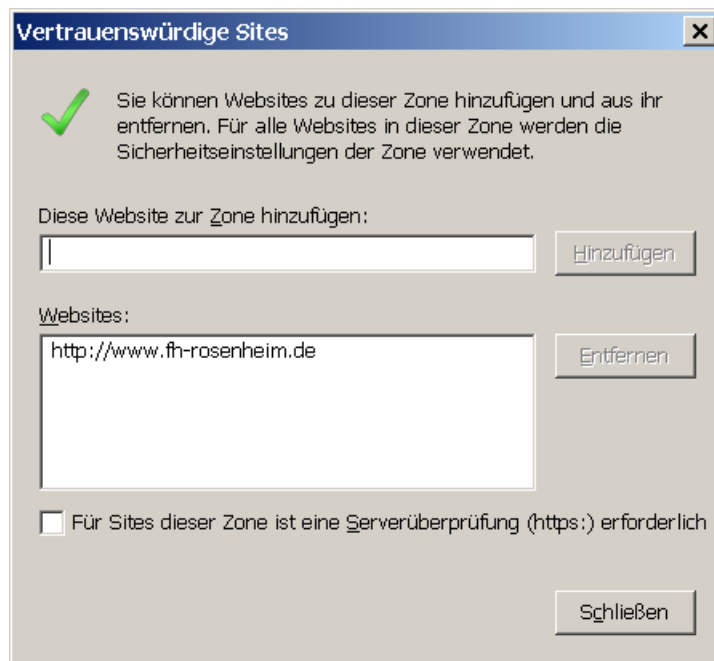 Vertrauenswürdige Sites
Sie können Websites zu dieser Zone hinzufügen und aus ihr
entfernen. Für alle Websites in dieser Zone werden die
Sicherheitseinstellungen der Zone verwendet.
Diese Website zur Zone hinzufügen:
Hinzufügen
Websites:
http://www.fh-rosenheim.de
Entfernen
Für Sites dieser Zone ist eine Serverüberprüfung (https:) erforderlich
Schließen